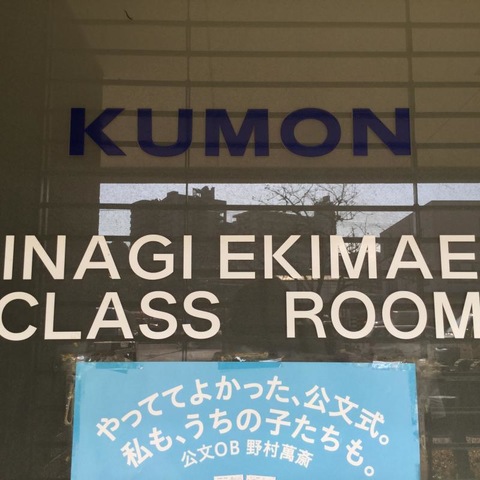 KUMON
INAGI EKIMAE
CLASS ROOM
やっててよかった、公文式。
私も、うちの子たちも。
公文OB 野村萬斎